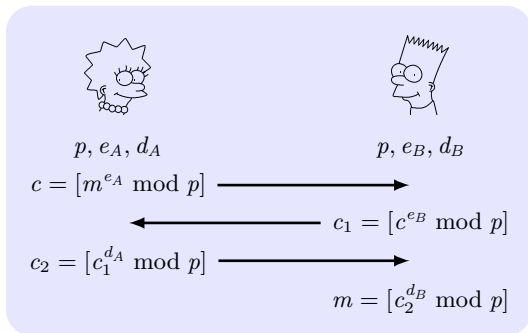 p, e_A, d_A
p, e_B, d_B
c = [m^{e_A} mod p]
c_1 = [c^{e_B} mod p]
c_2 = [c_1^{d_A} mod p]
m = [c_2^{d_B} mod p]